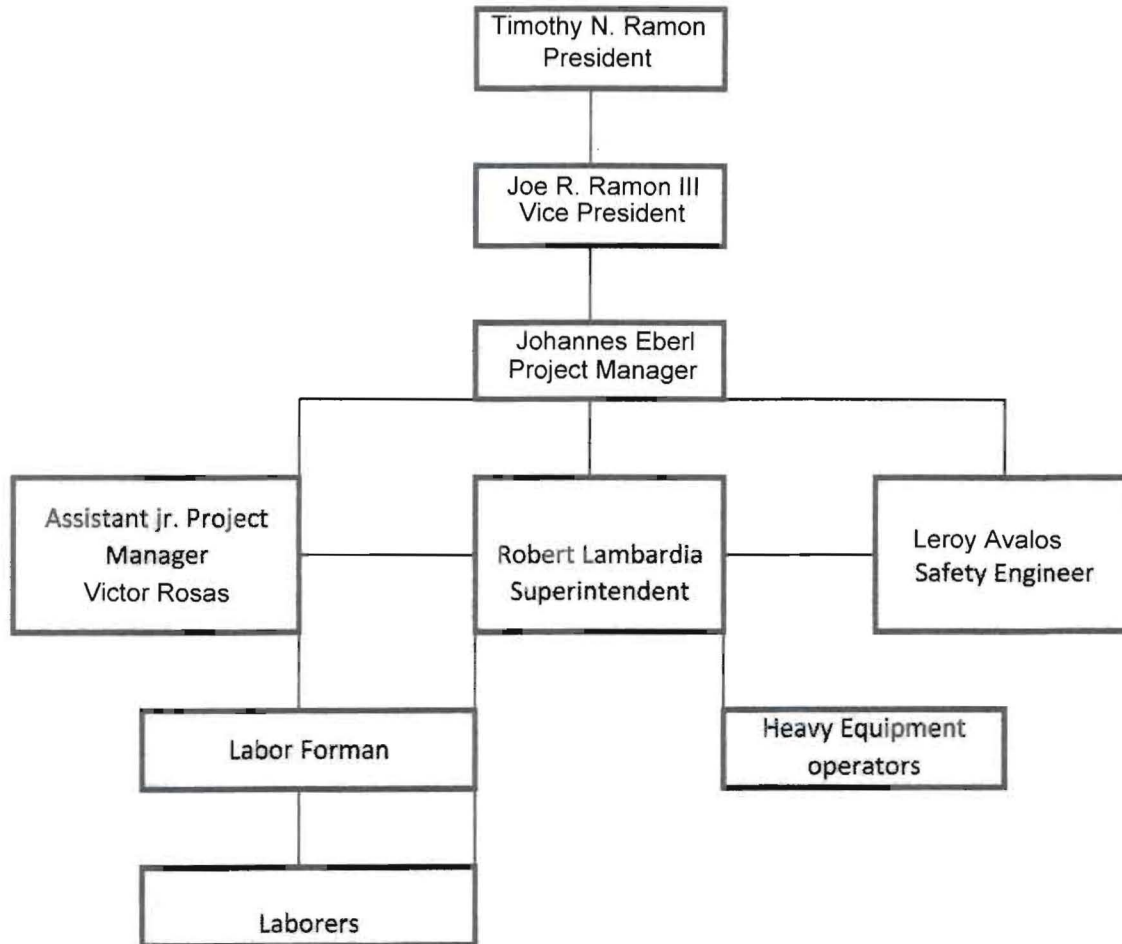 Timothy N. Ramon
President
Joe R. Ramon III
Vice President
Johannes Eberl
Project Manager
Assistant jr. Project
Manager
Victor Rosas
Robert Lambardia
Superintendent
Leroy Avalos
Safety Engineer
Labor Forman
Heavy Equipment
operators
Laborers